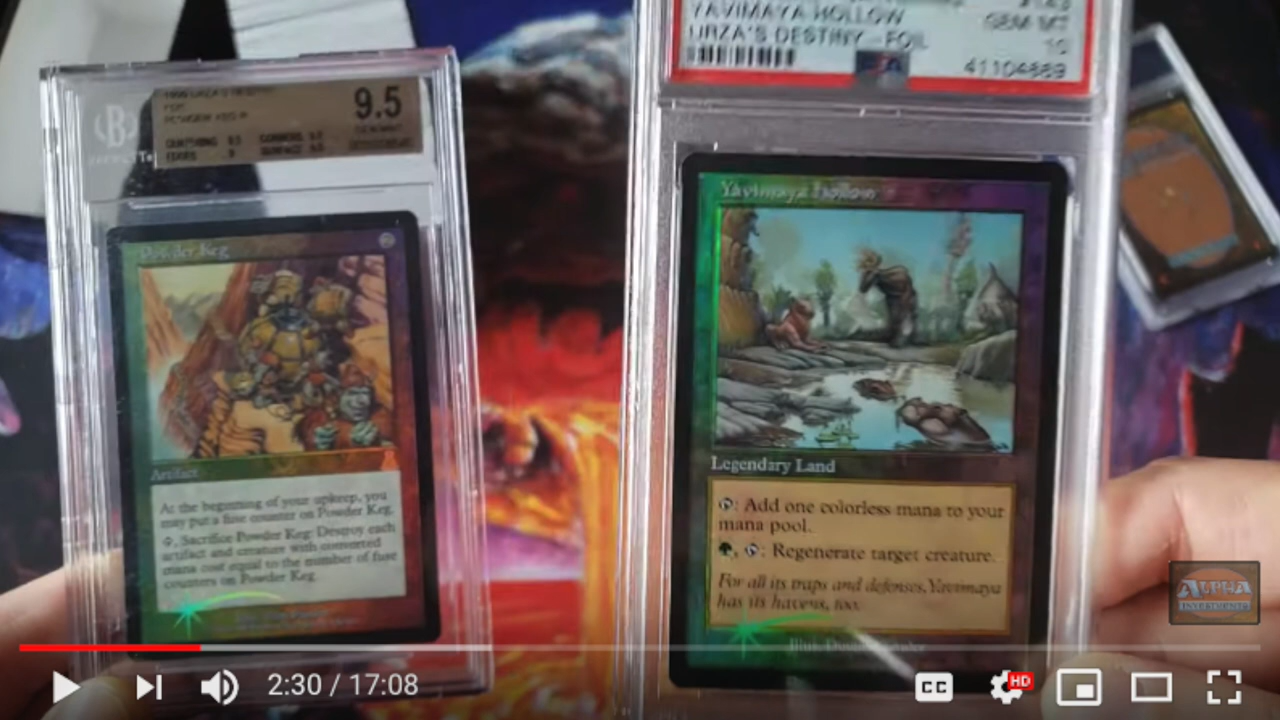 YAVIMAYA HOLLOW
URZA'S DESTINY - FOIL
GEM MT
10
41104669
9.5
Powder Keg
Artifact
At the beginning of your upkeep, you
may put a fuse counter on Powder Keg.
, Sacrifice Powder Keg: Destroy each
artifact and creature with converted
mana cost equal to the number of fuse
counters on Powder Keg.
Yavimaya Hollow
Legendary Land
: Add one colorless mana to your
mana pool.
, : Regenerate target creature.
For all its traps and defenses, Yavimaya
has its havens, too.
ALPHA
INVESTMENTS
2:30 / 17:08
CC
HD